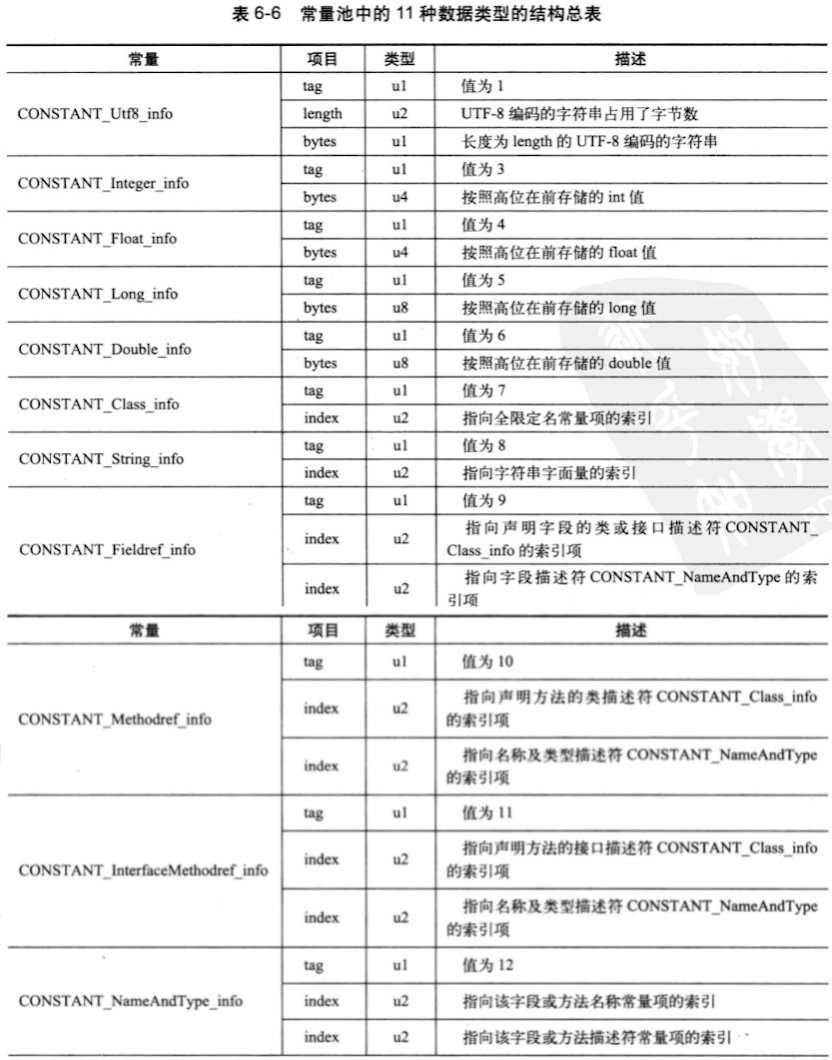 表 6-6 常量池中的 11 种数据类型的结构总表
常量 项目 类型 描述
CONSTANT_Utf8_info
tag u1 值为 1
length u2 UTF-8 编码的字符串占用了字节数
bytes u1 长度为 length 的 UTF-8 编码的字符串
CONSTANT_Integer_info
tag u1 值为 3
bytes u4 按照高位在前存储的 int 值
CONSTANT_Float_info
tag u1 值为 4
bytes u4 按照高位在前存储的 float 值
CONSTANT_Long_info
tag u1 值为 5
bytes u8 按照高位在前存储的 long 值
CONSTANT_Double_info
tag u1 值为 6
bytes u8 按照高位在前存储的 double 值
CONSTANT_Class_info
tag u1 值为 7
index u2 指向全限定名常量项的索引
CONSTANT_String_info
tag u1 值为 8
index u2 指向字符串字面量的索引
CONSTANT_Fieldref_info
tag u1 值为 9
index u2 指向声明字段的类或接口描述符 CONSTANT_
Class_info 的索引项
index u2 指向字段描述符 CONSTANT_NameAndType 的索
引项
常量 项目 类型 描述
CONSTANT_Methodref_info
tag u1 值为 10
index u2 指向声明方法的类描述符 CONSTANT_Class_info
的索引项
index u2 指向名称及类型描述符 CONSTANT_NameAndType
的索引项
CONSTANT_InterfaceMethodref_info
tag u1 值为 11
index u2 指向声明方法的接口描述符 CONSTANT_Class_info
的索引项
index u2 指向名称及类型描述符 CONSTANT_NameAndType
的索引项
CONSTANT_NameAndType_info
tag u1 值为 12
index u2 指向该字段或方法名称常量项的索引
index u2 指向该字段或方法描述符常量项的索引